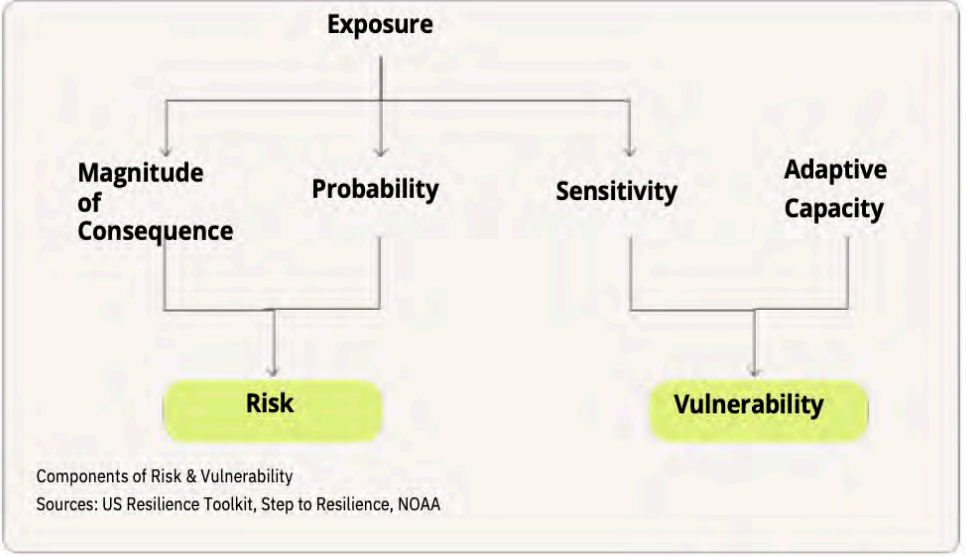 Exposure
Magnitude
of
Consequence
Probability
Sensitivity
Adaptive
Capacity
Risk
Vulnerability
Components of Risk & Vulnerability
Sources: US Resilience Toolkit, Step to Resilience, NOAA